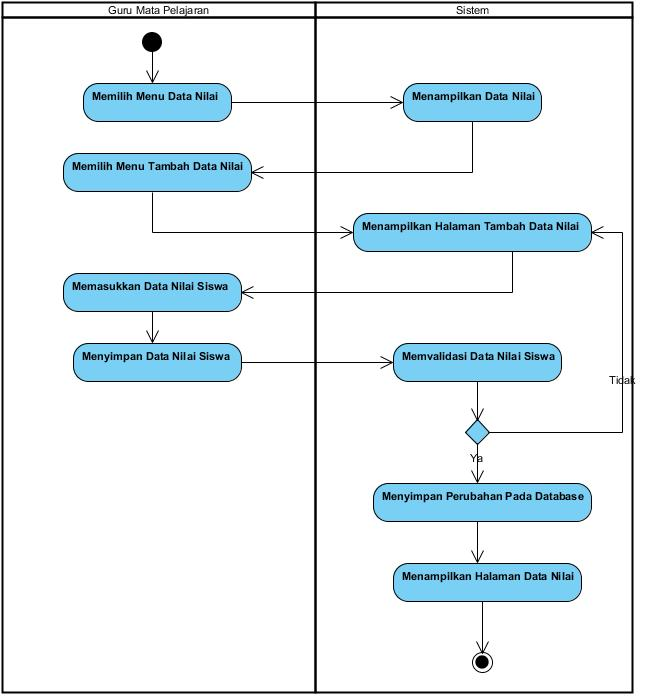 Guru Mata Pelajaran
Sistem
Memilih Menu Data Nilai
Menampilkan Data Nilai
Memilih Menu Tambah Data Nilai
Menampilkan Halaman Tambah Data Nilai
Memasukkan Data Nilai Siswa
Menyimpan Data Nilai Siswa
Memvalidasi Data Nilai Siswa
Tidak
Ya
Menyimpan Perubahan Pada Database
Menampilkan Halaman Data Nilai